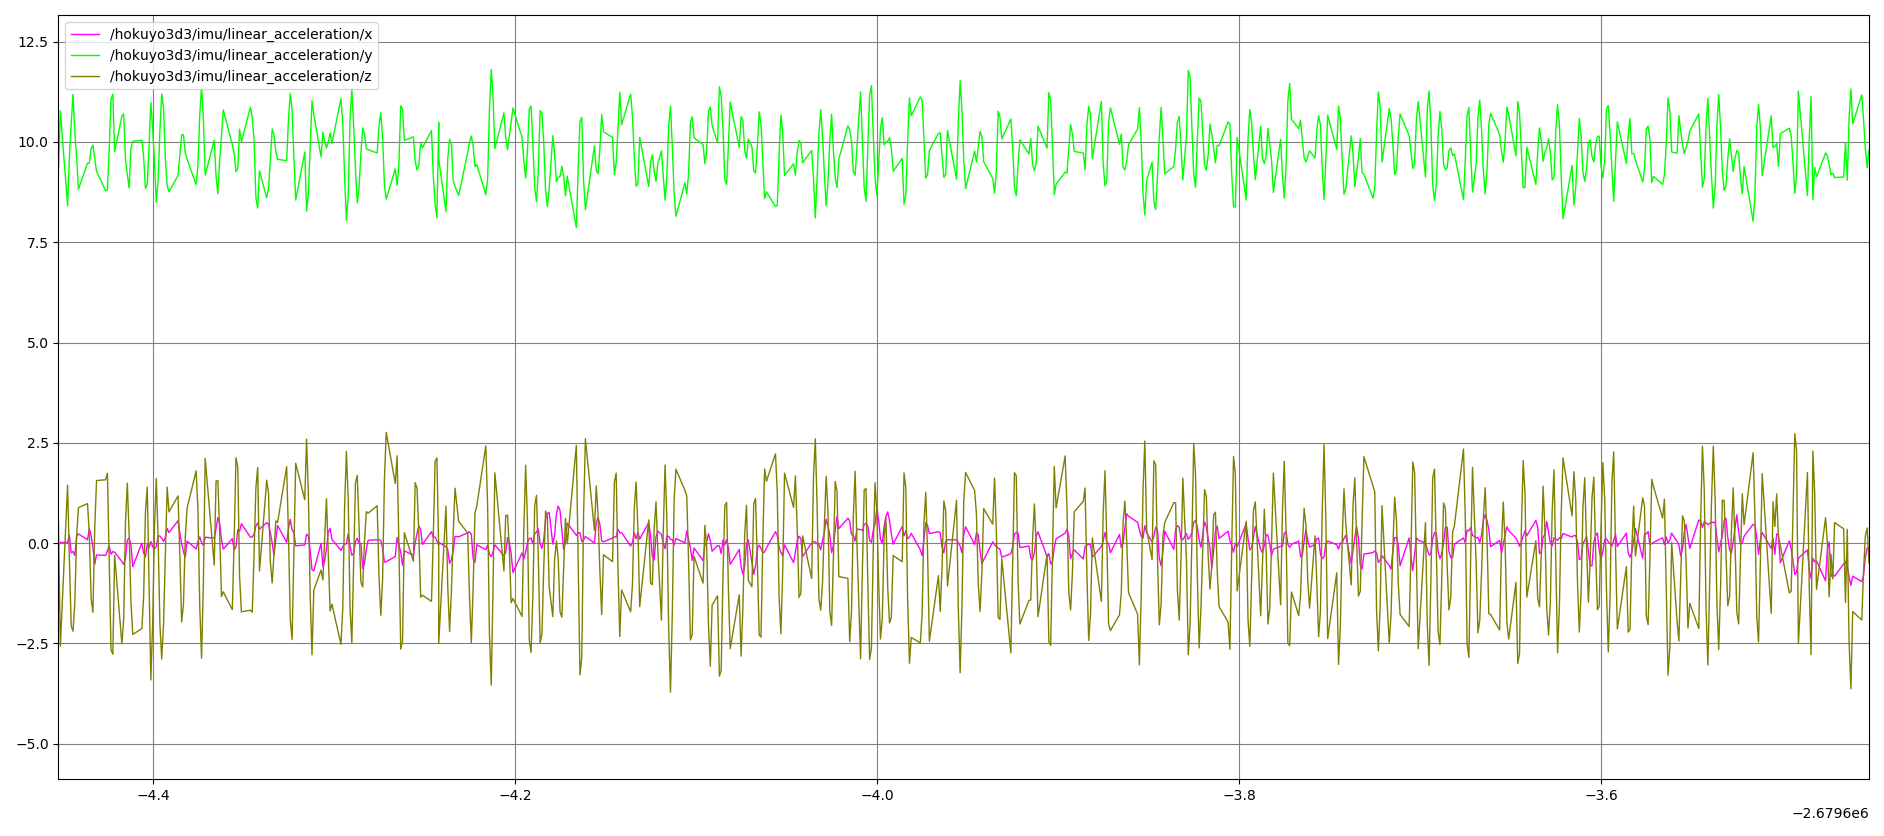 /hokuyo3d3/imu/linear_acceleration/x
/hokuyo3d3/imu/linear_acceleration/y
/hokuyo3d3/imu/linear_acceleration/z
12.5
10.0
7.5
5.0
2.5
0.0
−2.5
−5.0
−4.4 −4.2 −4.0 −3.8 −3.6
−2.6796e6